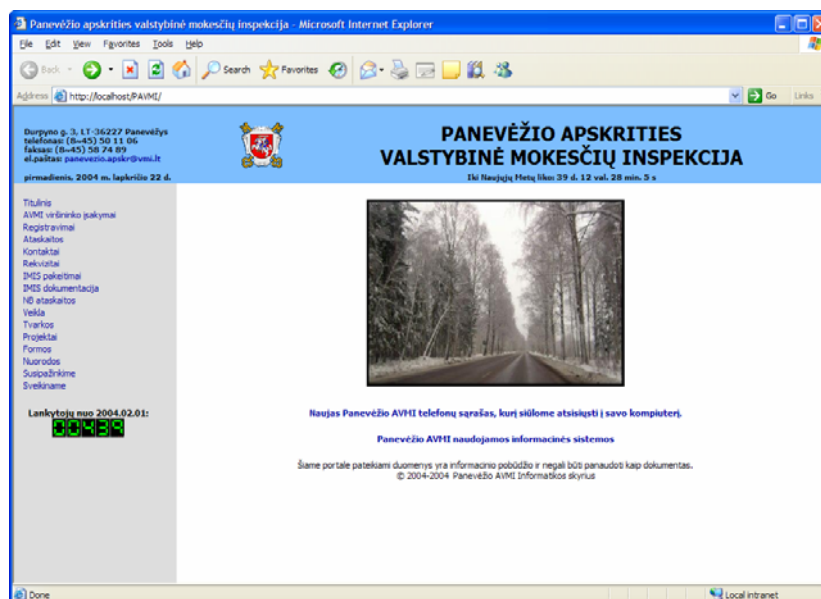 Panevėžio apskrities valstybinė mokesčių inspekcija - Microsoft Internet Explorer
File Edit View Favorites Tools Help
Back Search Favorites
Address http://localhost/PAVMI/ Go Links
Durpyno g. 3, LT-36227 Panevėžys
telefonas: (8~45) 50 11 06
faksas: (8~45) 58 74 89
el.paštas: panevezio.apskr@vmi.lt
pirmadienis, 2004 m. lapkričio 22 d.
PANEVĖŽIO APSKRITIES
VALSTYBINĖ MOKESČIŲ INSPEKCIJA
Iki Naujųjų Metų liko: 39 d. 12 val. 28 min. 5 s
Titulinis
AVMI viršininko įsakymai
Registravimai
Ataskaitos
Kontaktai
Rekvizitai
IMIS pakeitimai
IMIS dokumentacija
NB ataskaitos
Veikla
Tvarkos
Projektai
Formos
Nuorodos
Susipažinkime
Sveikiname
Lankytojų nuo 2004.02.01:
00439
Naujas Panevėžio AVMI telefonų sąrašas, kurį siūlome atsisiųsti į savo kompiuterį.
Panevėžio AVMI naudojamos informacinės sistemos
Šiame portale pateikiami duomenys yra informacinio pobūdžio ir negali būti panaudoti kaip dokumentas.
© 2004-2004 Panevėžio AVMI Informatikos skyrius
Done Local intranet